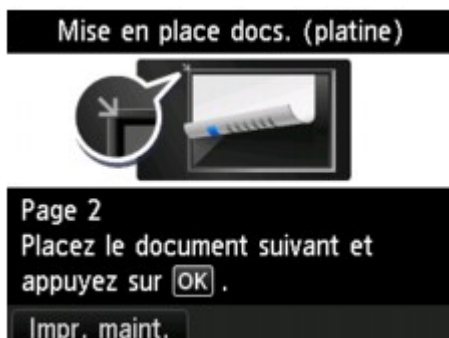 Mise en place docs. (platine)
Page 2
Placez le document suivant et
appuyez sur OK .
Impr. maint.